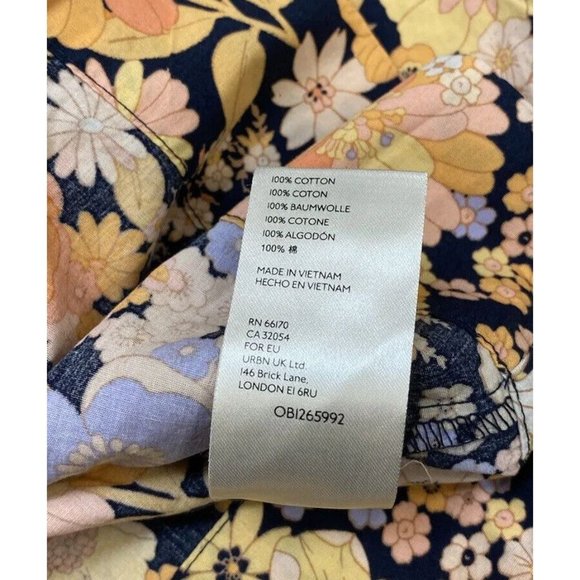 100% COTTON
100% COTON
100% BAUMWOLLE
100% COTONE
100% ALGODÓN
100% 棉
MADE IN VIETNAM
HECHO EN VIETNAM
RN 66170
CA 32054
FOR EU
URBN UK Ltd.
146 Brick Lane,
LONDON E1 6RU
OB1265992